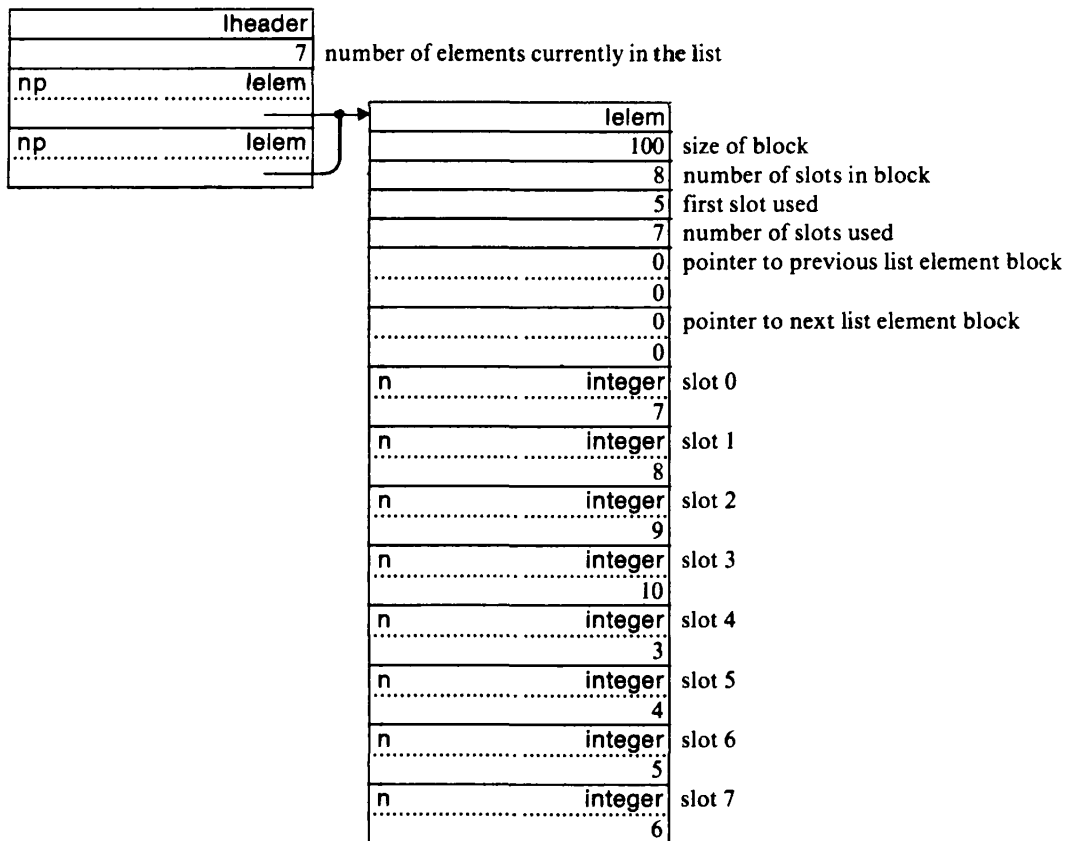 lheader
7 number of elements currently in the list
np lelem
np lelem
lelem
100 size of block
8 number of slots in block
5 first slot used
7 number of slots used
0 pointer to previous list element block
0
0 pointer to next list element block
0
n integer slot 0
7
n integer slot 1
8
n integer slot 2
9
n integer slot 3
10
n integer slot 4
3
n integer slot 5
4
n integer slot 6
5
n integer slot 7
6